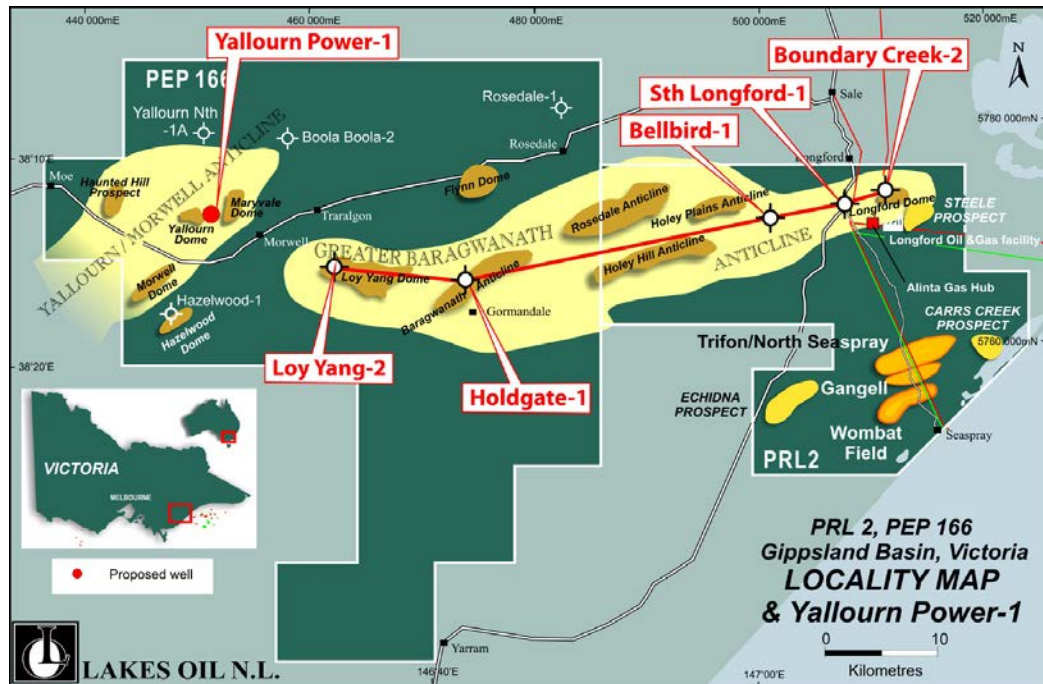 440 000mE
460 000mE
480 000mE
500 000mE
520 000mE
Yallourn Power-1
Boundary Creek-2
N
PEP 166
Sth Longford-1
Rosedale-1
Sale
Yallourn Nth
-1A
Boola Boola-2
Bellbird-1
5780 000mN
38°10'E
Rosedale
Longford
Moe
YALLOURN / MORWELL ANTICLINE
Haunted Hill
Prospect
Maryvale
Dome
Yallourn
Dome
Flynn Dome
Traralgon
Morwell
Rosedale Anticline
Holey Plains Anticline
Longford Dome
STEELE
PROSPECT
Longford Oil &Gas facility
GREATER BARAGWANATH
ANTICLINE
Holey Hill Anticline
Loy Yang Dome
Baragwanath Anticline
Morwell
Dome
Alinta Gas Hub
Hazelwood-1
Hazelwood
Dome
Gormandale
CARRS CREEK
PROSPECT
Trifon/North Seaspray
5760 000mN
38°20'E
Loy Yang-2
Holdgate-1
Gangell
ECHIDNA
PROSPECT
Wombat
Field
Seaspray
PRL2
VICTORIA
MELBOURNE
Proposed well
PRL 2, PEP 166
Gippsland Basin, Victoria
LOCALITY MAP
& Yallourn Power-1
0
10
Kilometres
Yarram
LAKES OIL N.L.
146°40'E
147°00'E